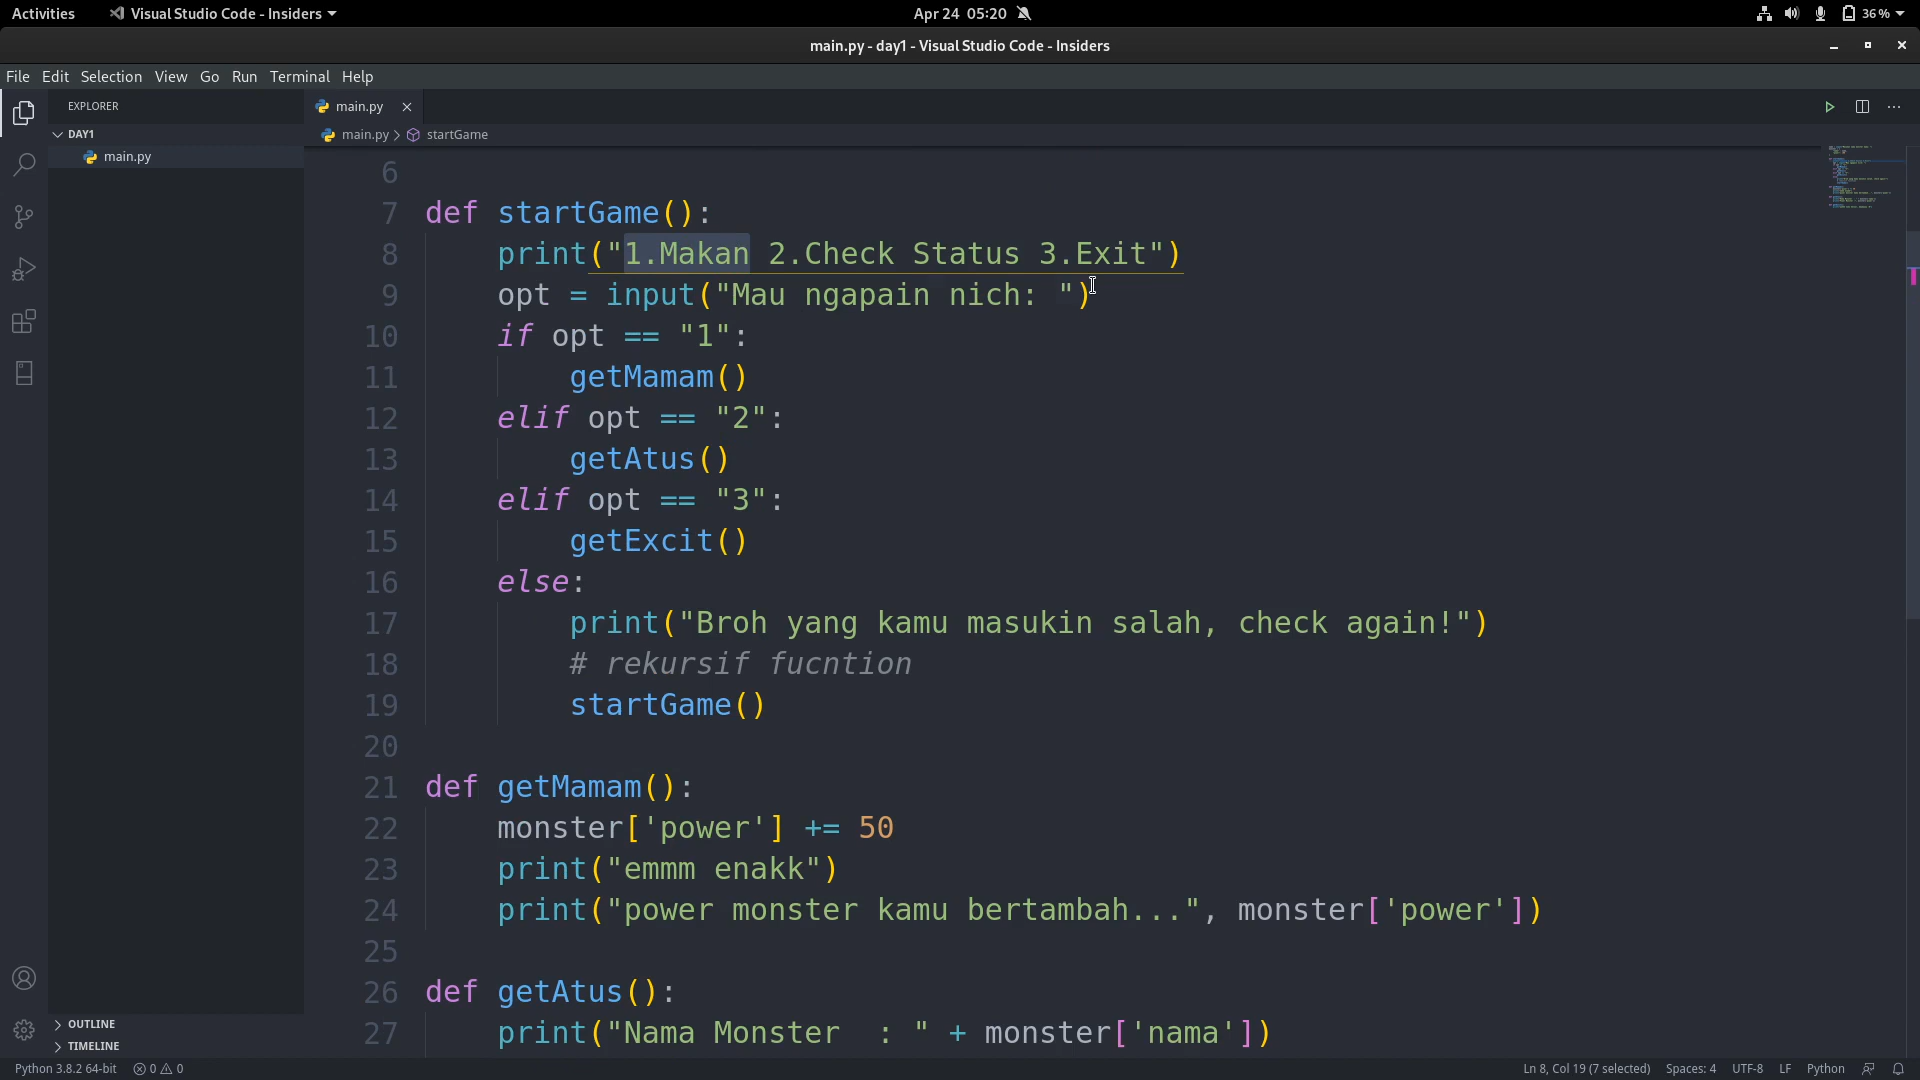 Activities Visual Studio Code - Insiders Apr 24 05:20 36%
main.py - day1 - Visual Studio Code - Insiders
File Edit Selection View Go Run Terminal Help
EXPLORER
DAY1
main.py
main.py
main.py > startGame
6
7 def startGame():
8 print("1.Makan 2.Check Status 3.Exit")
9 opt = input("Mau ngapain nich: ")
10 if opt == "1":
11 getMamam()
12 elif opt == "2":
13 getAtus()
14 elif opt == "3":
15 getExcit()
16 else:
17 print("Broh yang kamu masukin salah, check again!")
18 # rekursif fucntion
19 startGame()
20
21 def getMamam():
22 monster['power'] += 50
23 print("emmm enakk")
24 print("power monster kamu bertambah...", monster['power'])
25
26 def getAtus():
27 print("Nama Monster  : " + monster['nama'])
OUTLINE
TIMELINE
Python 3.8.2 64-bit 0 0 Ln 8, Col 19 (7 selected) Spaces: 4 UTF-8 LF Python